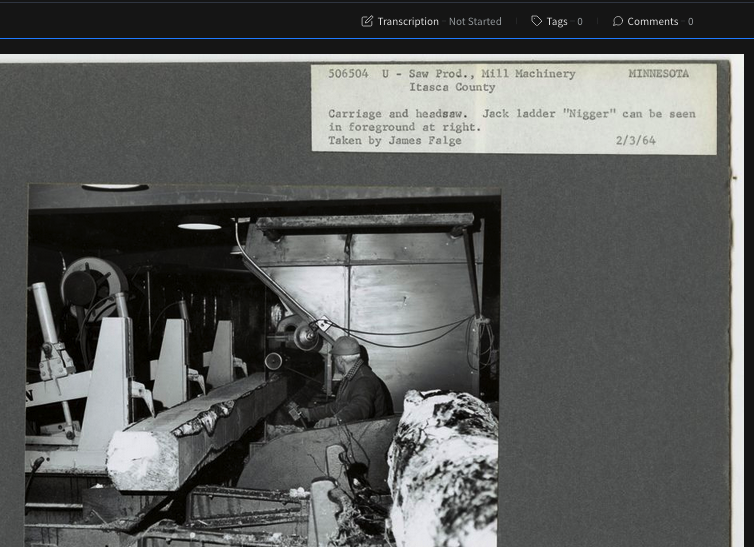 Transcription - Not Started
Tags - 0
Comments - 0
506504 U - Saw Prod., Mill Machinery MINNESOTA
Itasca County
Carriage and headsaw. Jack ladder "Nigger" can be seen
in foreground at right.
Taken by James Falge 2/3/64
N